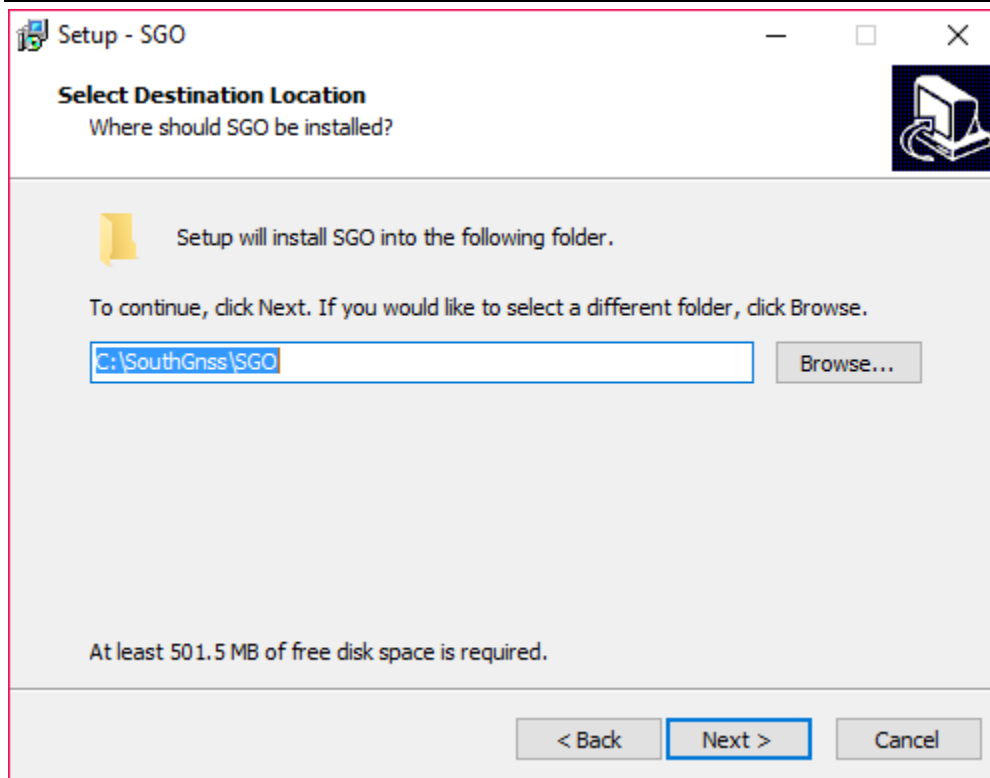 Setup - SGO
Select Destination Location
Where should SGO be installed?
Setup will install SGO into the following folder.
To continue, click Next. If you would like to select a different folder, click Browse.
C:\SouthGnss\SGO
Browse...
At least 501.5 MB of free disk space is required.
< Back
Next >
Cancel